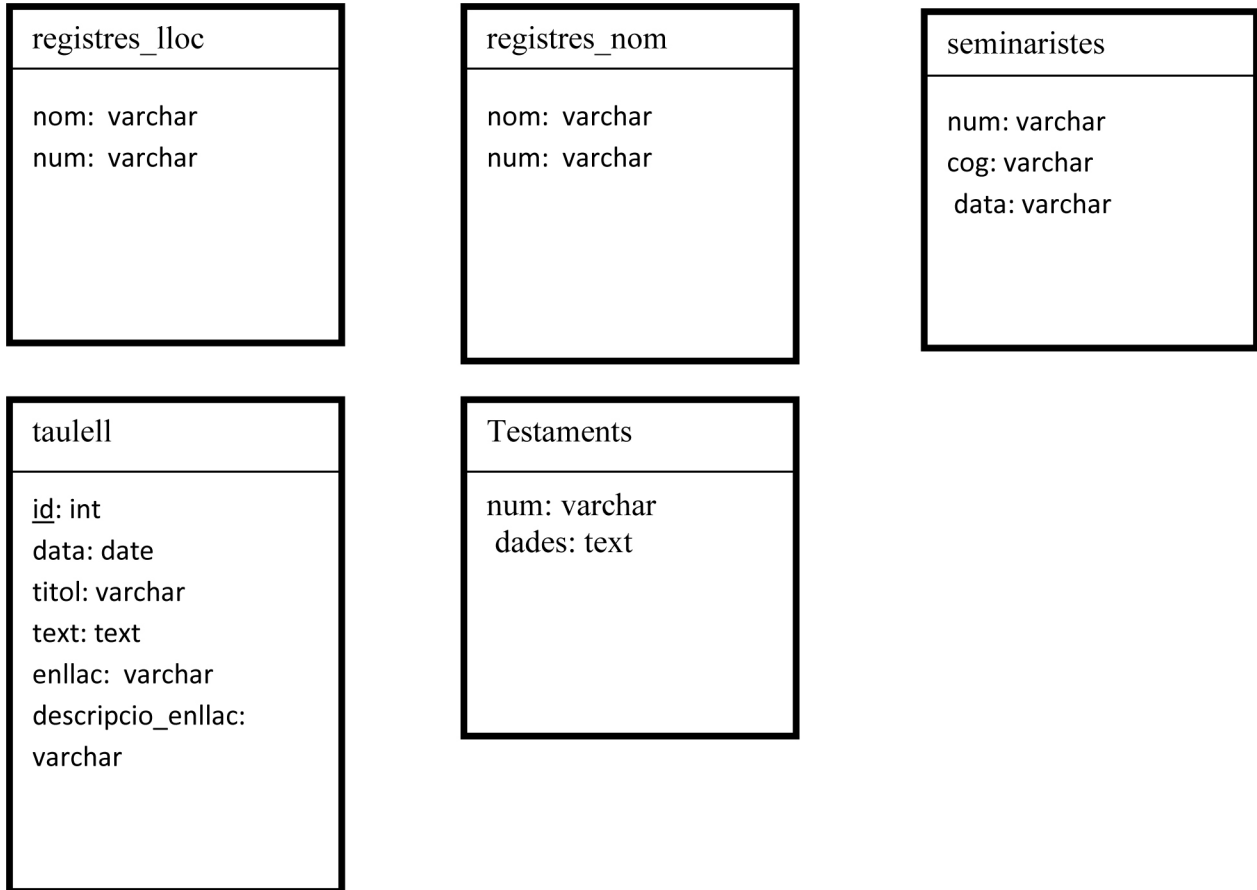 registres_lloc
nom: varchar
num: varchar
registres_nom
nom: varchar
num: varchar
seminaristes
num: varchar
cog: varchar
data: varchar
taulell
id: int
data: date
titol: varchar
text: text
enllac: varchar
descripcio_enllac:
varchar
Testaments
num: varchar
dades: text